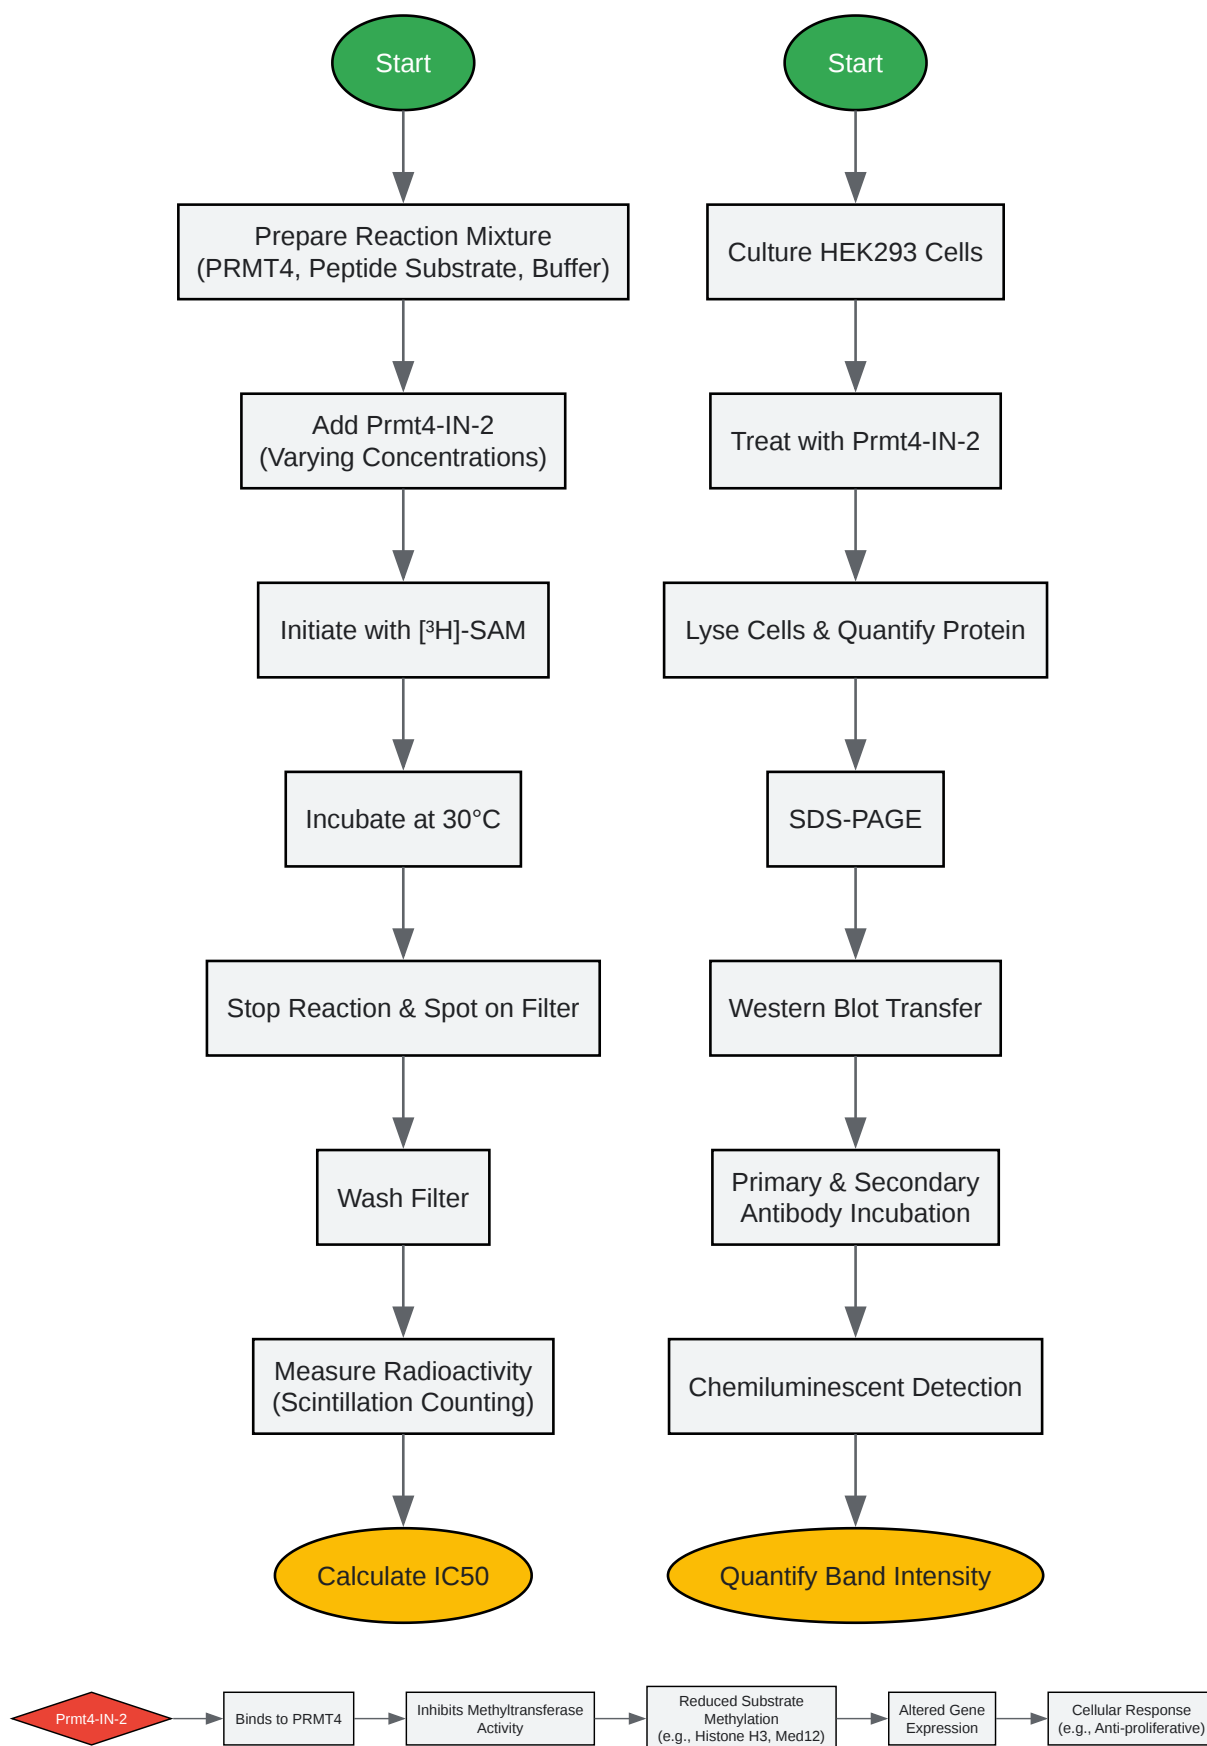 Start
Prepare Reaction Mixture
(PRMT4, Peptide Substrate, Buffer)
Add Prmt4-IN-2
(Varying Concentrations)
Initiate with [³H]-SAM
Incubate at 30°C
Stop Reaction & Spot on Filter
Wash Filter
Measure Radioactivity
(Scintillation Counting)
Calculate IC50
Start
Culture HEK293 Cells
Treat with Prmt4-IN-2
Lyse Cells & Quantify Protein
SDS-PAGE
Western Blot Transfer
Primary & Secondary
Antibody Incubation
Chemiluminescent Detection
Quantify Band Intensity
Prmt4-IN-2
Binds to PRMT4
Inhibits Methyltransferase
Activity
Reduced Substrate
Methylation
(e.g., Histone H3, Med12)
Altered Gene
Expression
Cellular Response
(e.g., Anti-proliferative)